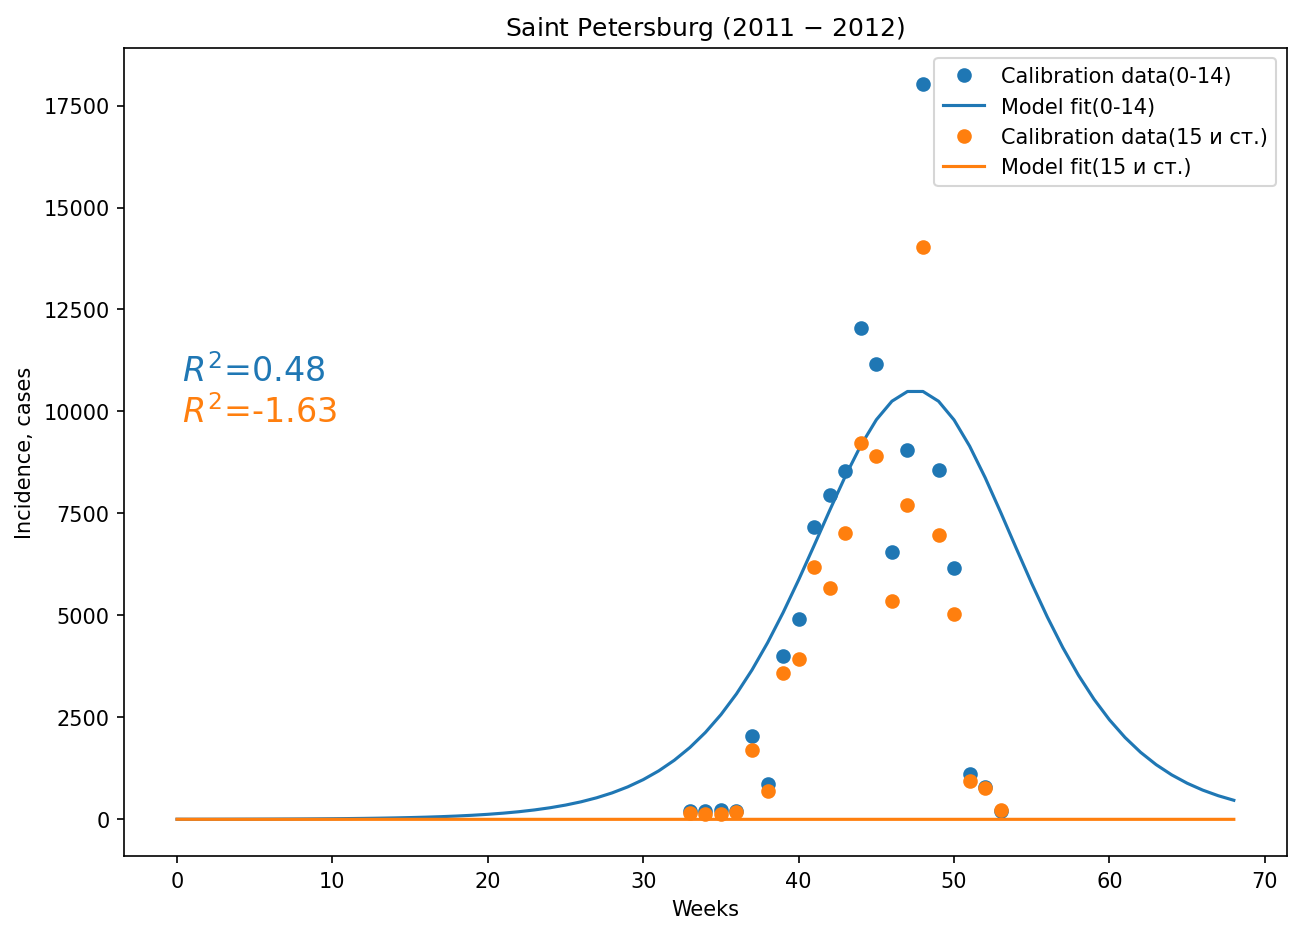 Saint Petersburg (2011 − 2012)
Calibration data(0-14)
Model fit(0-14)
Calibration data(15 и ст.)
Model fit(15 и ст.)
17500
15000
12500
10000
7500
5000
2500
0
R²=0.48
R²=-1.63
Incidence, cases
0 10 20 30 40 50 60 70
Weeks